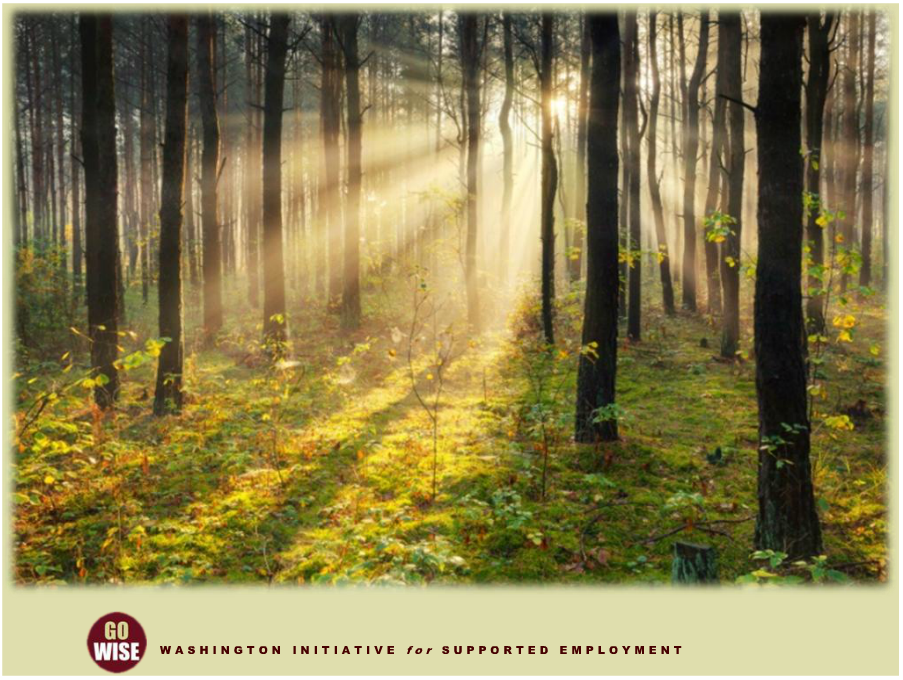 GO
WISE
WASHINGTON INITIATIVE for SUPPORTED EMPLOYMENT